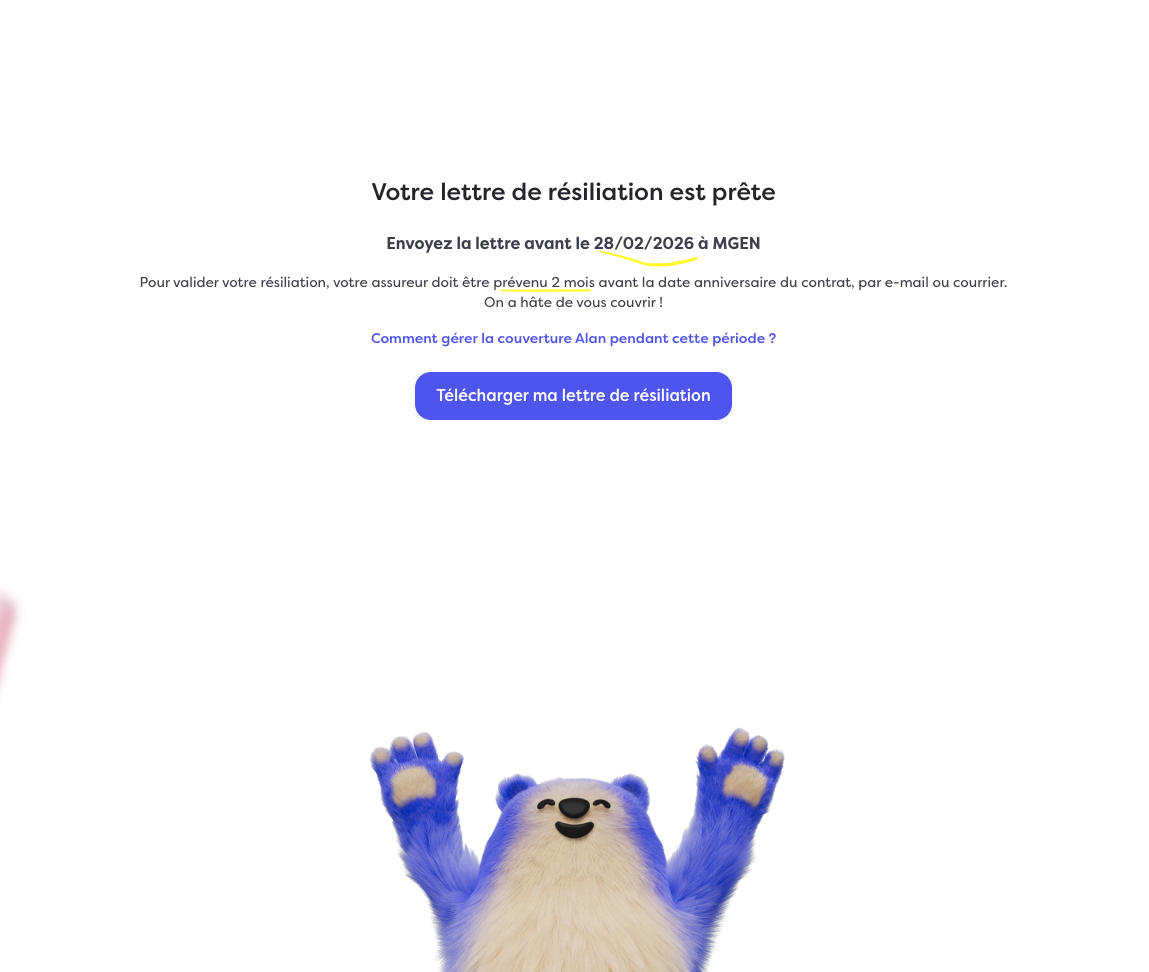 Votre lettre de résiliation est prête
Envoyez la lettre avant le 28/02/2026 à MGEN
Pour valider votre résiliation, votre assureur doit être prévenu 2 mois avant la date anniversaire du contrat, par e-mail ou courrier.
On a hâte de vous couvrir !
Comment gérer la couverture Alan pendant cette période ?
Télécharger ma lettre de résiliation